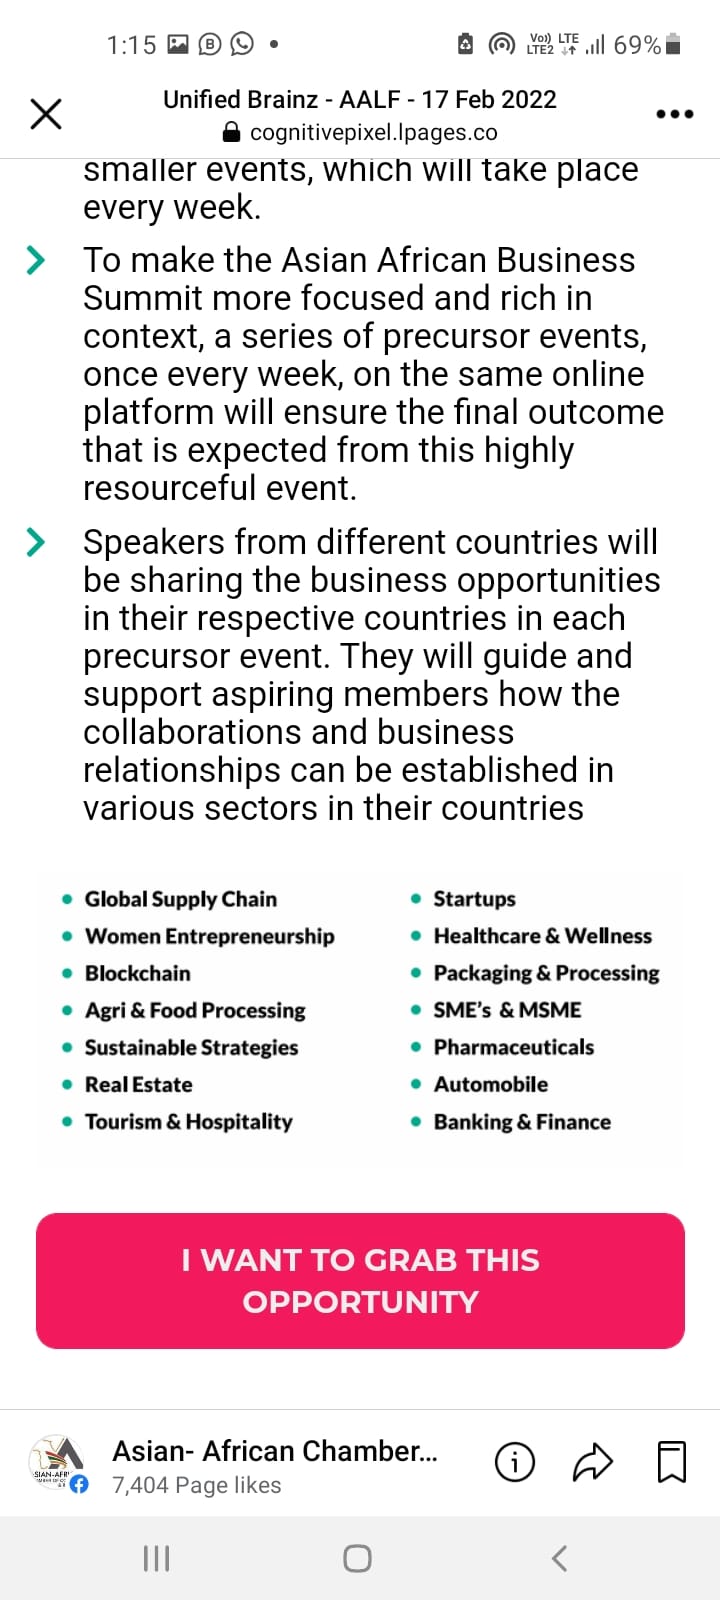 1:15
Vo)) LTE
LTE2
69%
Unified Brainz - AALF - 17 Feb 2022
cognitivepixel.lpages.co
smaller events, which will take place
every week.
To make the Asian African Business
Summit more focused and rich in
context, a series of precursor events,
once every week, on the same online
platform will ensure the final outcome
that is expected from this highly
resourceful event.
Speakers from different countries will
be sharing the business opportunities
in their respective countries in each
precursor event. They will guide and
support aspiring members how the
collaborations and business
relationships can be established in
various sectors in their countries
Global Supply Chain
Women Entrepreneurship
Blockchain
Agri & Food Processing
Sustainable Strategies
Real Estate
Tourism & Hospitality
Startups
Healthcare & Wellness
Packaging & Processing
SME's & MSME
Pharmaceuticals
Automobile
Banking & Finance
I WANT TO GRAB THIS
OPPORTUNITY
Asian- African Chamber...
7,404 Page likes